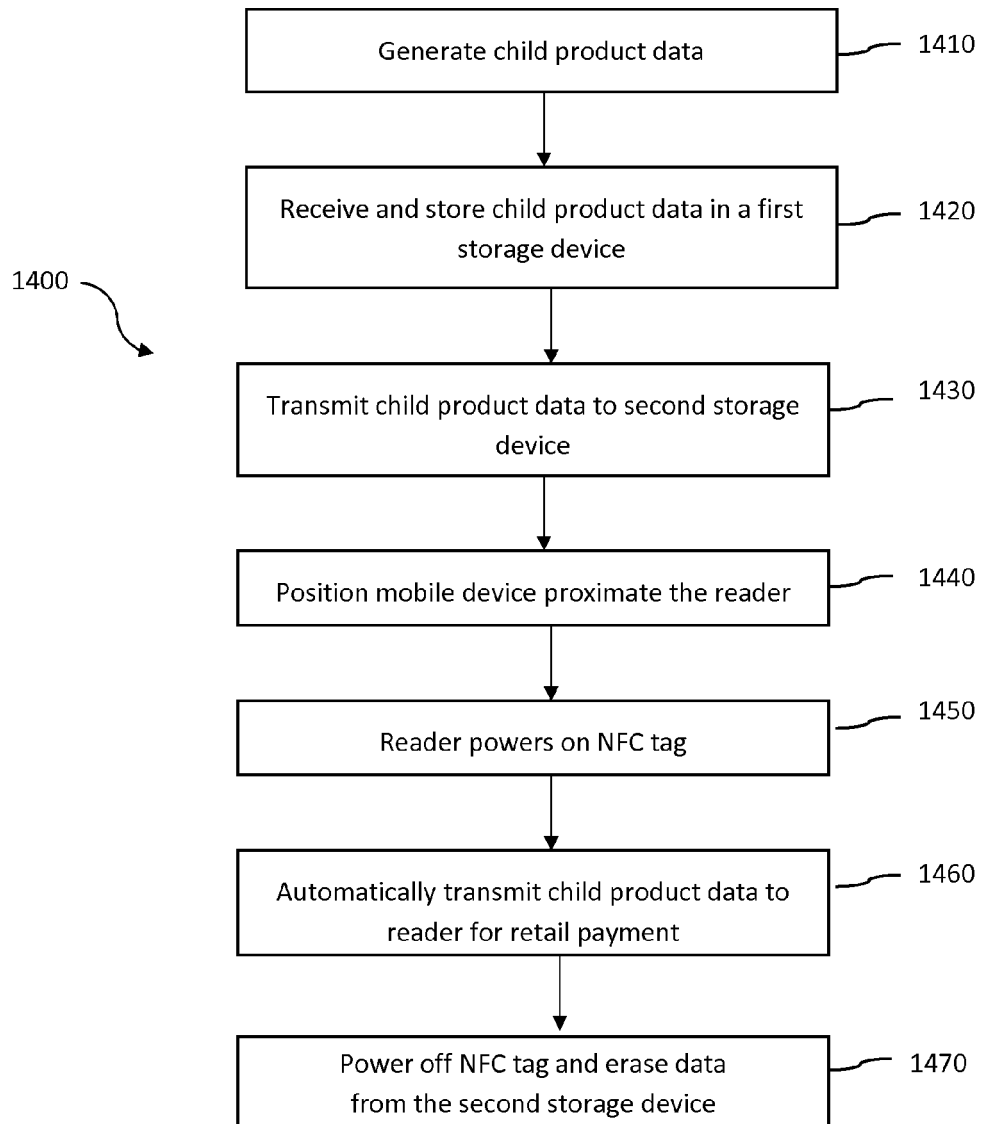 Generate child product data
1410
Receive and store child product data in a first
storage device
1420
1400
Transmit child product data to second storage
device
1430
Position mobile device proximate the reader
1440
Reader powers on NFC tag
1450
Automatically transmit child product data to
reader for retail payment
1460
Power off NFC tag and erase data
from the second storage device
1470